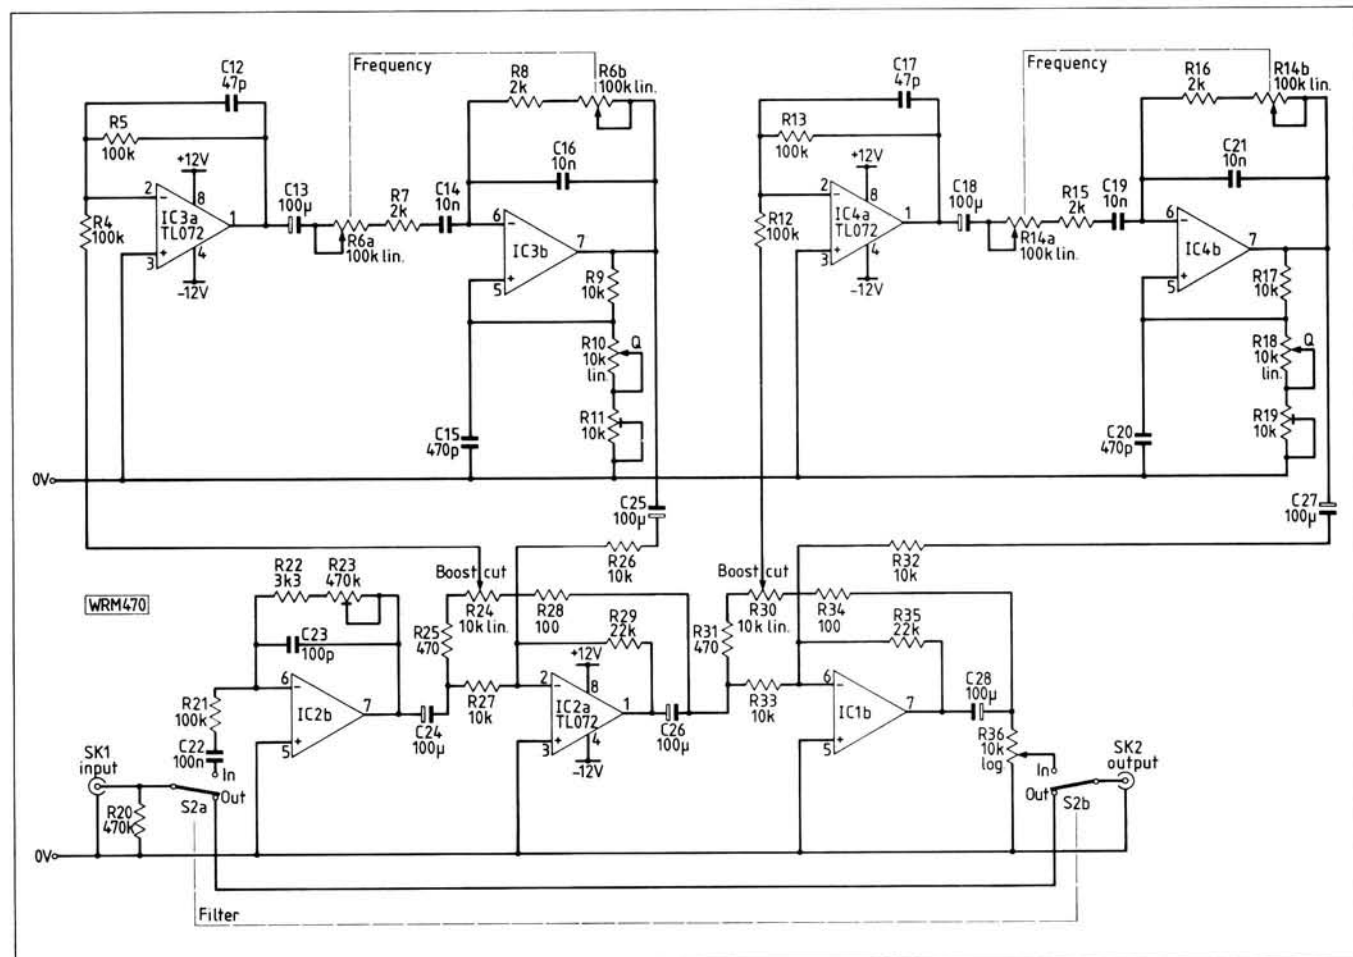 Frequency
C12
47p
R5
100k
+12V
2
8
IC3a
TL072
1
3
4
-12V
R4
100k
C13
100µ
R6a
100k lin.
R7
2k
C14
10n
R8
2k
R6b
100k lin.
C16
10n
6
IC3b
7
5
R9
10k
R10
10k
lin.
Q
R11
10k
C15
470p
Frequency
C17
47p
R13
100k
+12V
2
8
IC4a
TL072
1
3
4
-12V
R12
100k
C18
100µ
R14a
100k lin.
R15
2k
C19
10n
R16
2k
R14b
100k lin.
C21
10n
6
IC4b
7
5
R17
10k
R18
10k
lin.
Q
R19
10k
C20
470p
0V
C25
100µ
C27
100µ
R26
10k
R32
10k
WRM470
R22
3k3
R23
470k
C23
100p
Boost cut
R24
10k lin.
R28
100
R25
470
R29
22k
R27
10k
+12V
2
8
IC2a
TL072
1
3
4
-12V
R21
100k
C22
100n
6
IC2b
7
5
C24
100µ
C26
100µ
Boost cut
R30
10k lin.
R34
100
R31
470
R35
22k
R33
10k
6
IC1b
7
5
C28
100µ
R36
10k
log.
SK1
input
R20
470k
In
Out
S2a
SK2
output
In
Out
S2b
0V
Filter